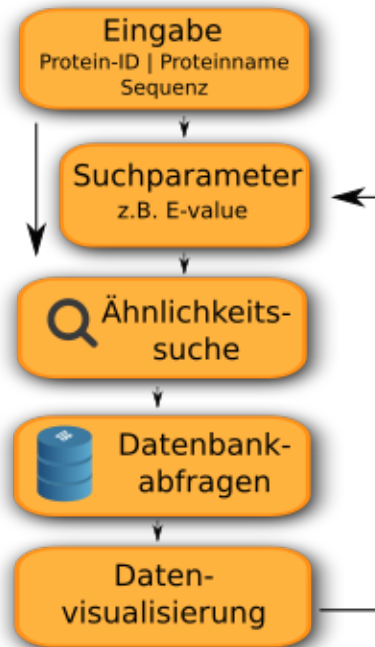 Eingabe
Protein-ID | Proteinname
Sequenz
Suchparameter
z.B. E-value
Ähnlichkeits-
suche
Datenbank-
abfragen
Daten-
visualisierung